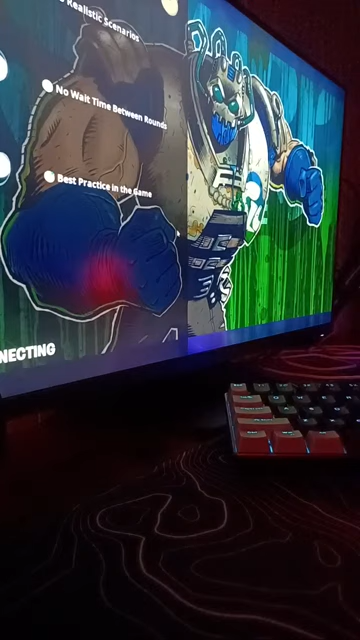 Realistic Scenarios
No Wait Time Between Rounds
Best Practice in the Game
NECTING